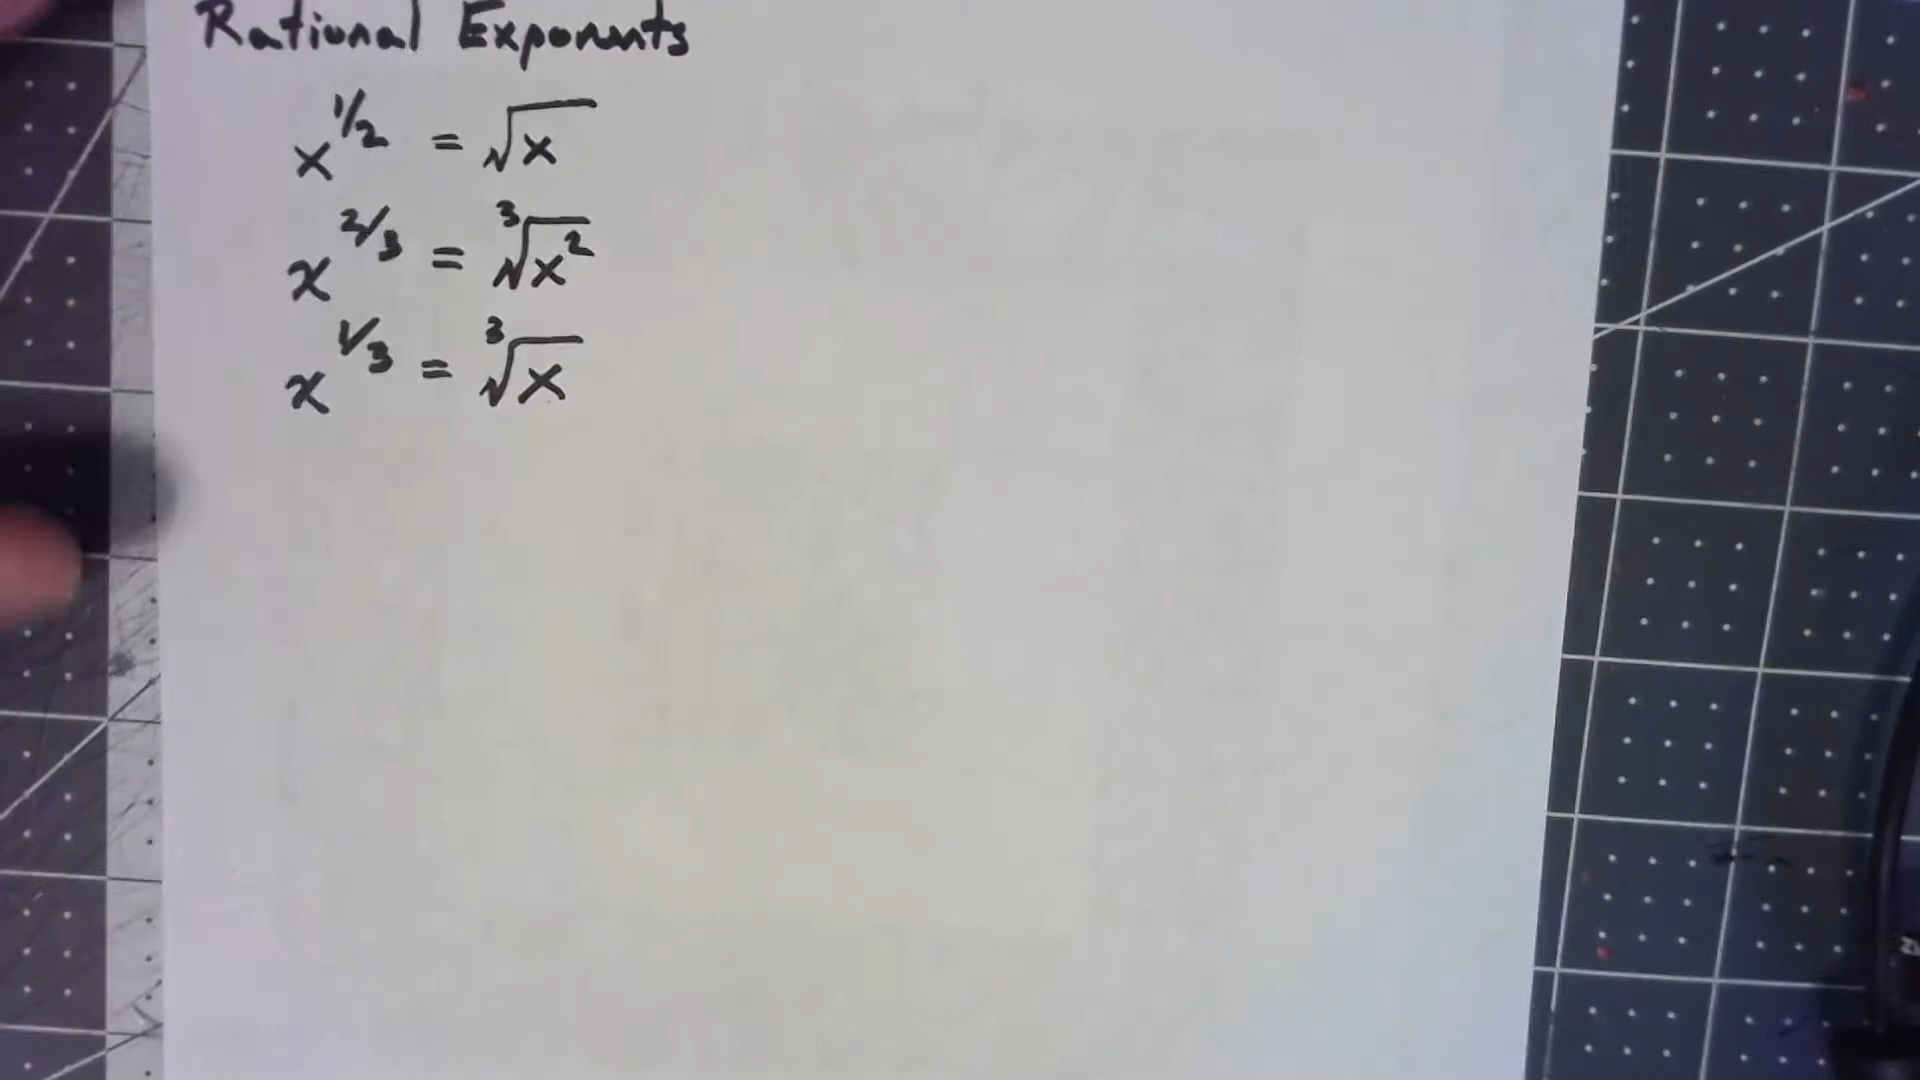 Rational Exponents
x^{1/2} = √x
x^{2/3} = ∛(x²)
x^{1/3} = ∛x